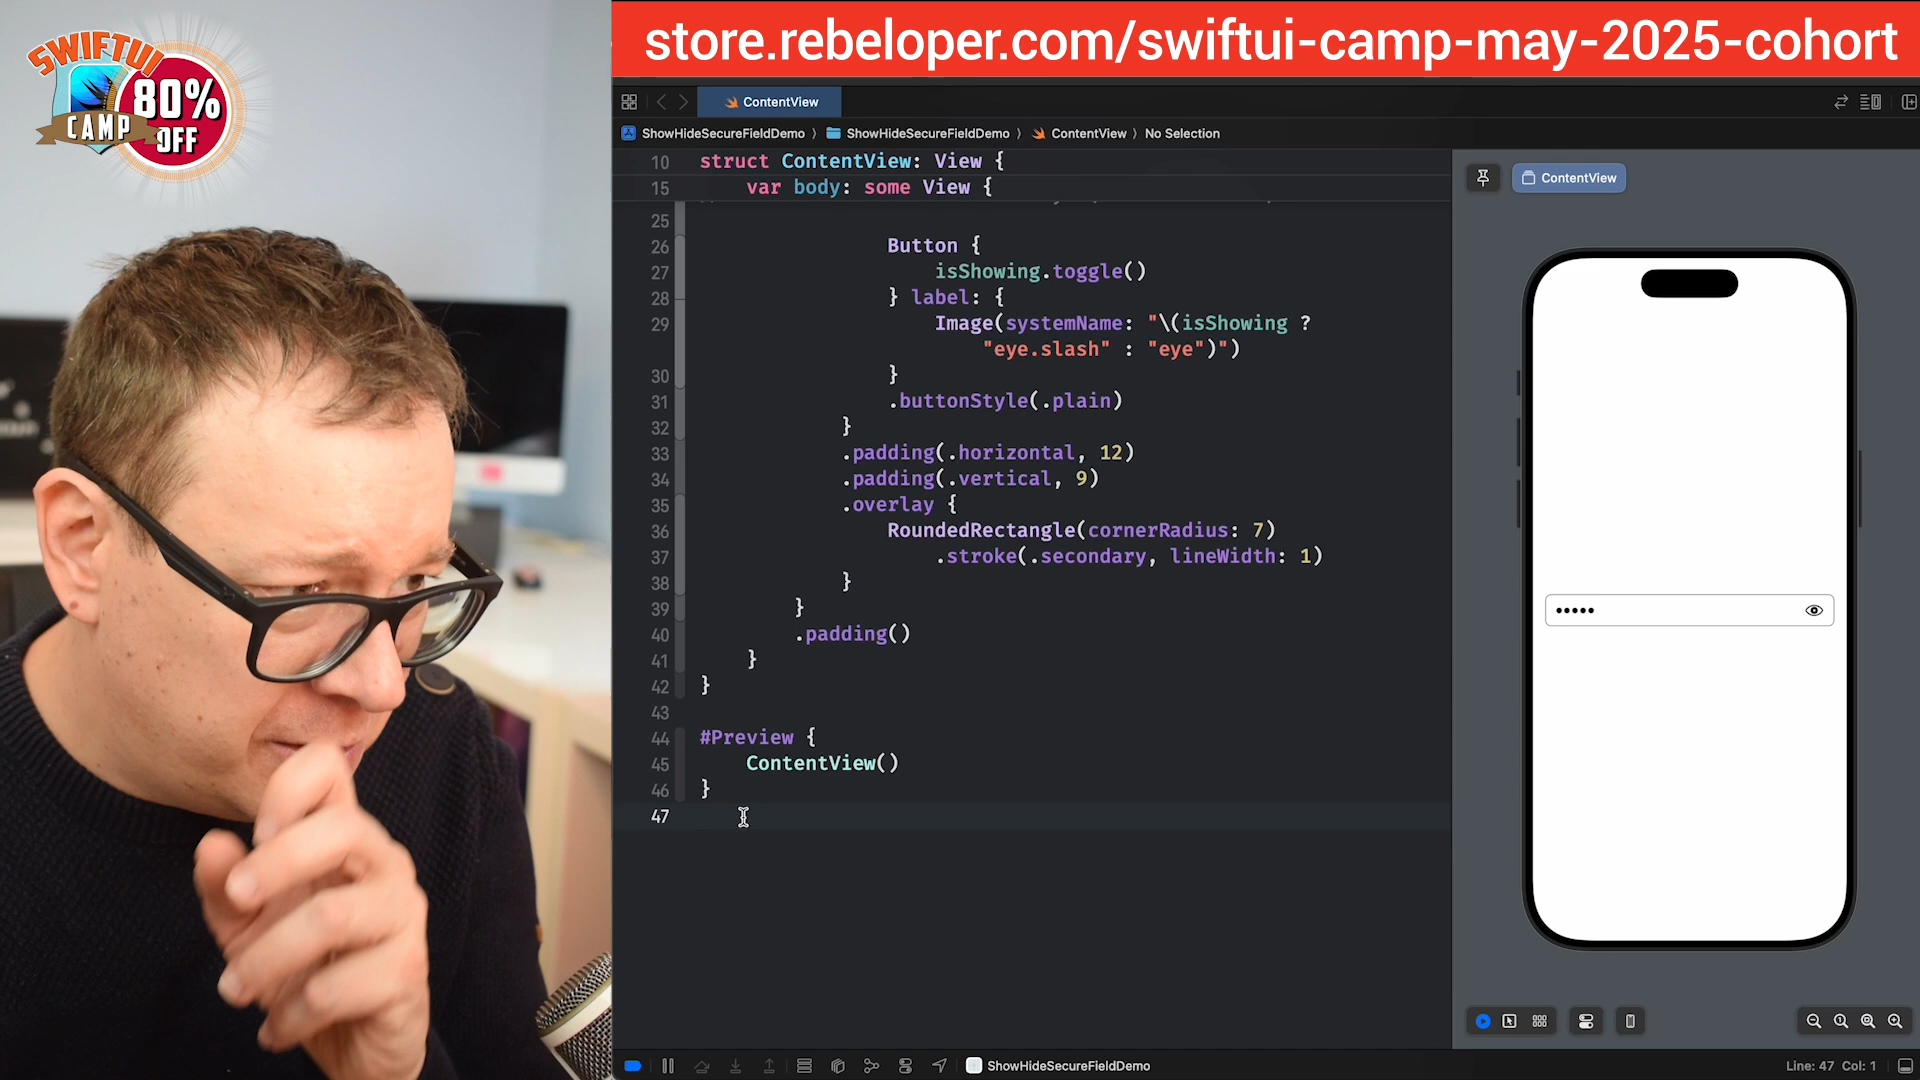 store.rebeloper.com/swiftui-camp-may-2025-cohort
SWIFTUI
CAMP
80%
OFF
ContentView
ShowHideSecureFieldDemo ⟩ ShowHideSecureFieldDemo ⟩ ContentView ⟩ No Selection
10 struct ContentView: View {
15 var body: some View {
25
26 Button {
27 isShowing.toggle()
28 } label: {
29 Image(systemName: "\(isShowing ?
"eye.slash" : "eye")")
30 }
31 .buttonStyle(.plain)
32 }
33 .padding(.horizontal, 12)
34 .padding(.vertical, 9)
35 .overlay {
36 RoundedRectangle(cornerRadius: 7)
37 .stroke(.secondary, lineWidth: 1)
38 }
39 }
40 .padding()
41 }
42 }
43
44 #Preview {
45 ContentView()
46 }
47
ContentView
•••••
ShowHideSecureFieldDemo
Line: 47 Col: 1